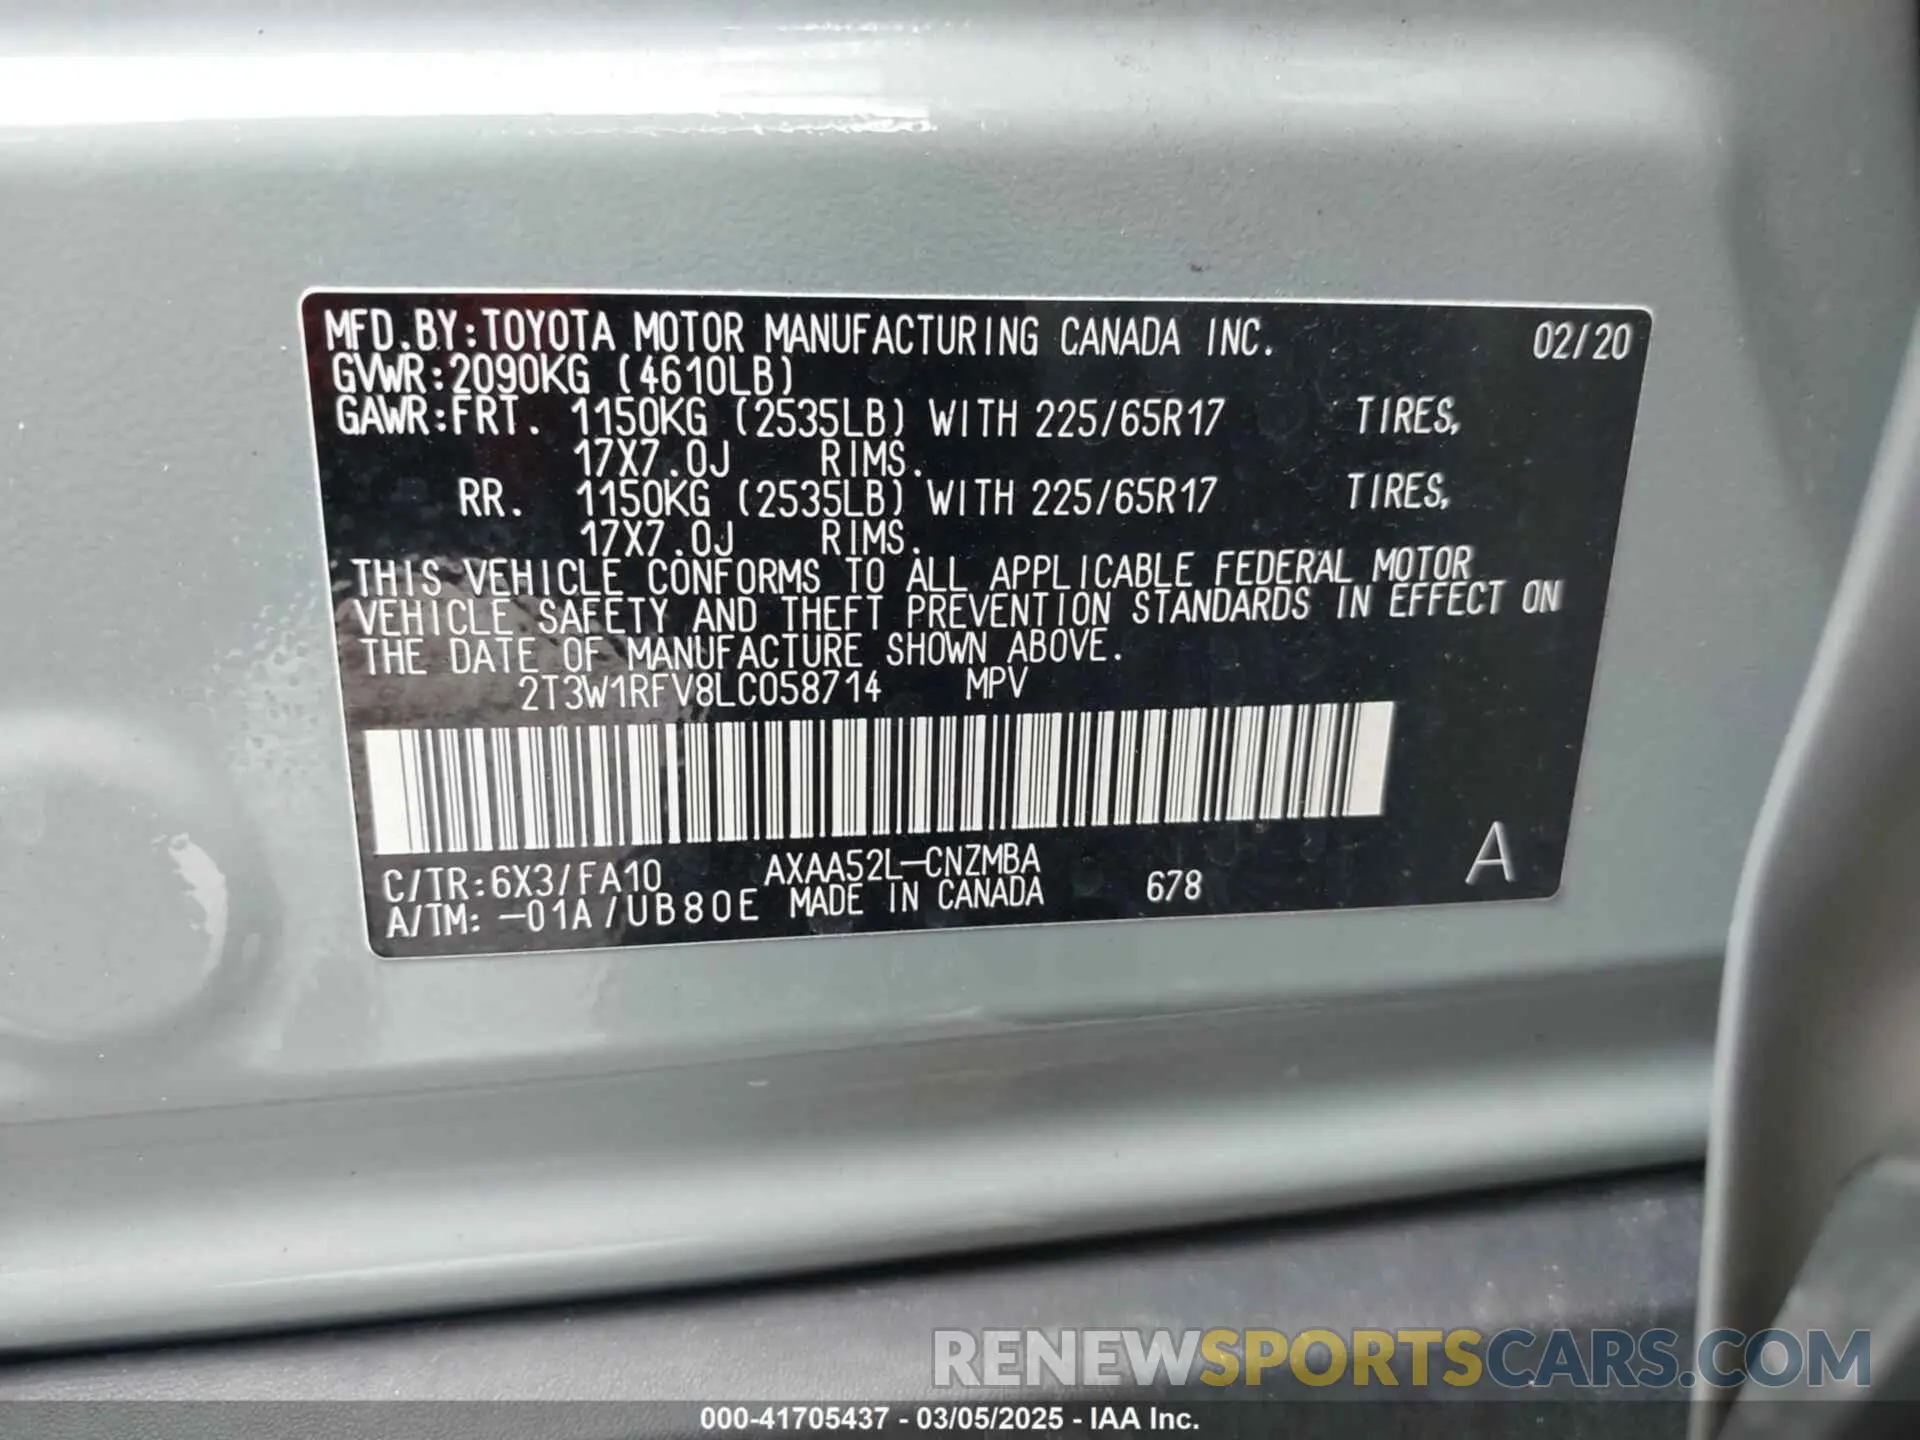 MFD.BY:TOYOTA MOTOR MANUFACTURING CANADA INC. 02/20
GVWR:2090KG (4610LB)
GAWR:FRT. 1150KG (2535LB) WITH 225/65R17 TIRES,
17X7.0J RIMS.
RR. 1150KG (2535LB) WITH 225/65R17 TIRES,
17X7.0J RIMS.
THIS VEHICLE CONFORMS TO ALL APPLICABLE FEDERAL MOTOR
VEHICLE SAFETY AND THEFT PREVENTION STANDARDS IN EFFECT ON
THE DATE OF MANUFACTURE SHOWN ABOVE.
2T3W1RFV8LC058714 MPV
C/TR:6X3/FA10 AXAA52L-CNZMBA 678 A
A/TM:-01A/UB80E MADE IN CANADA
RENEWSPORTSCARS.COM
000-41705437 - 03/05/2025 - IAA Inc.